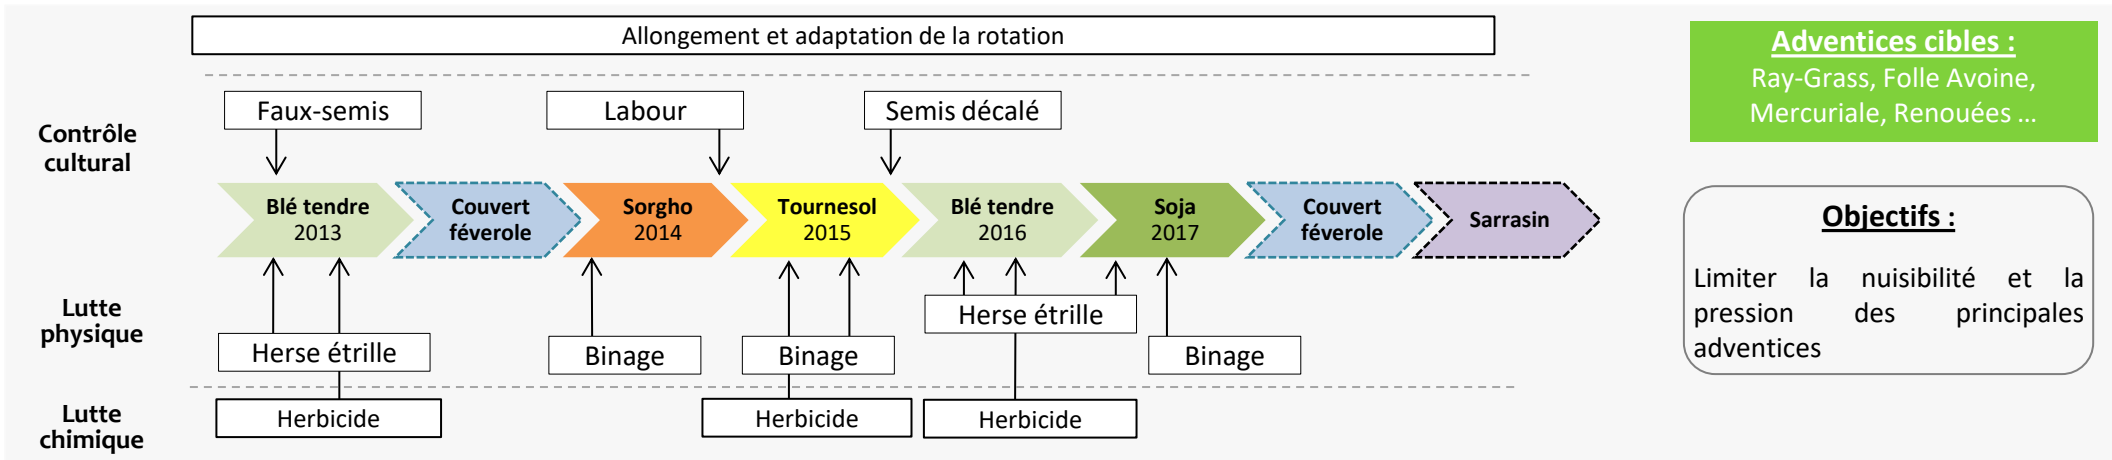 Allongement et adaptation de la rotation
Adventices cibles :
Ray-Grass, Folle Avoine,
Mercuriale, Renouées ...
Contrôle
cultural
Faux-semis
Labour
Semis décalé
Blé tendre
2013
Couvert
féverole
Sorgho
2014
Tournesol
2015
Blé tendre
2016
Soja
2017
Couvert
féverole
Sarrasin
Objectifs :
Limiter la nuisibilité et la
pression des principales
adventices
Lutte
physique
Herse étrille
Binage
Binage
Herse étrille
Binage
Lutte
chimique
Herbicide
Herbicide
Herbicide